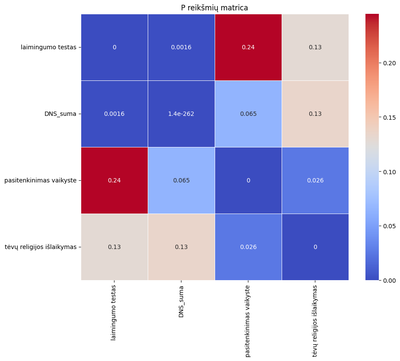 P reikšmių matrica
laimingumo testas
0 0.0016 0.24 0.13
DNS_suma
0.0016 1.4e-262 0.065 0.13
pasitenkinimas vaikyste
0.24 0.065 0 0.026
tėvų religijos išlaikymas
0.13 0.13 0.026 0
laimingumo testas
DNS_suma
pasitenkinimas vaikyste
tėvų religijos išlaikymas
0.20
0.15
0.10
0.05
0.00